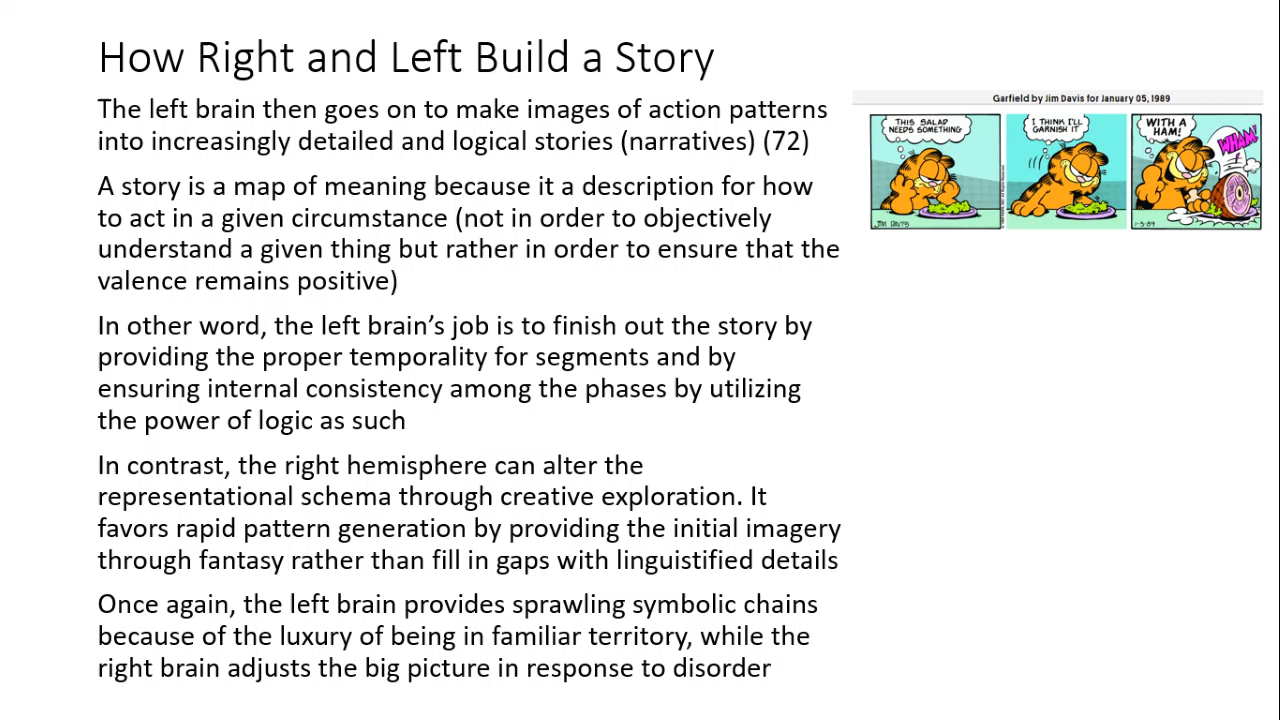 How Right and Left Build a Story
The left brain then goes on to make images of action patterns
into increasingly detailed and logical stories (narratives) (72)
A story is a map of meaning because it a description for how
to act in a given circumstance (not in order to objectively
understand a given thing but rather in order to ensure that the
valence remains positive)
In other word, the left brain’s job is to finish out the story by
providing the proper temporality for segments and by
ensuring internal consistency among the phases by utilizing
the power of logic as such
In contrast, the right hemisphere can alter the
representational schema through creative exploration. It
favors rapid pattern generation by providing the initial imagery
through fantasy rather than fill in gaps with linguistified details
Once again, the left brain provides sprawling symbolic chains
because of the luxury of being in familiar territory, while the
right brain adjusts the big picture in response to disorder
Garfield by Jim Davis for January 05, 1989
THIS SALAD
NEEDS SOMETHING
JIM DAVIS
I THINK I'LL
GARNISH IT
WITH A
HAM!
WHAM!
1-5-89